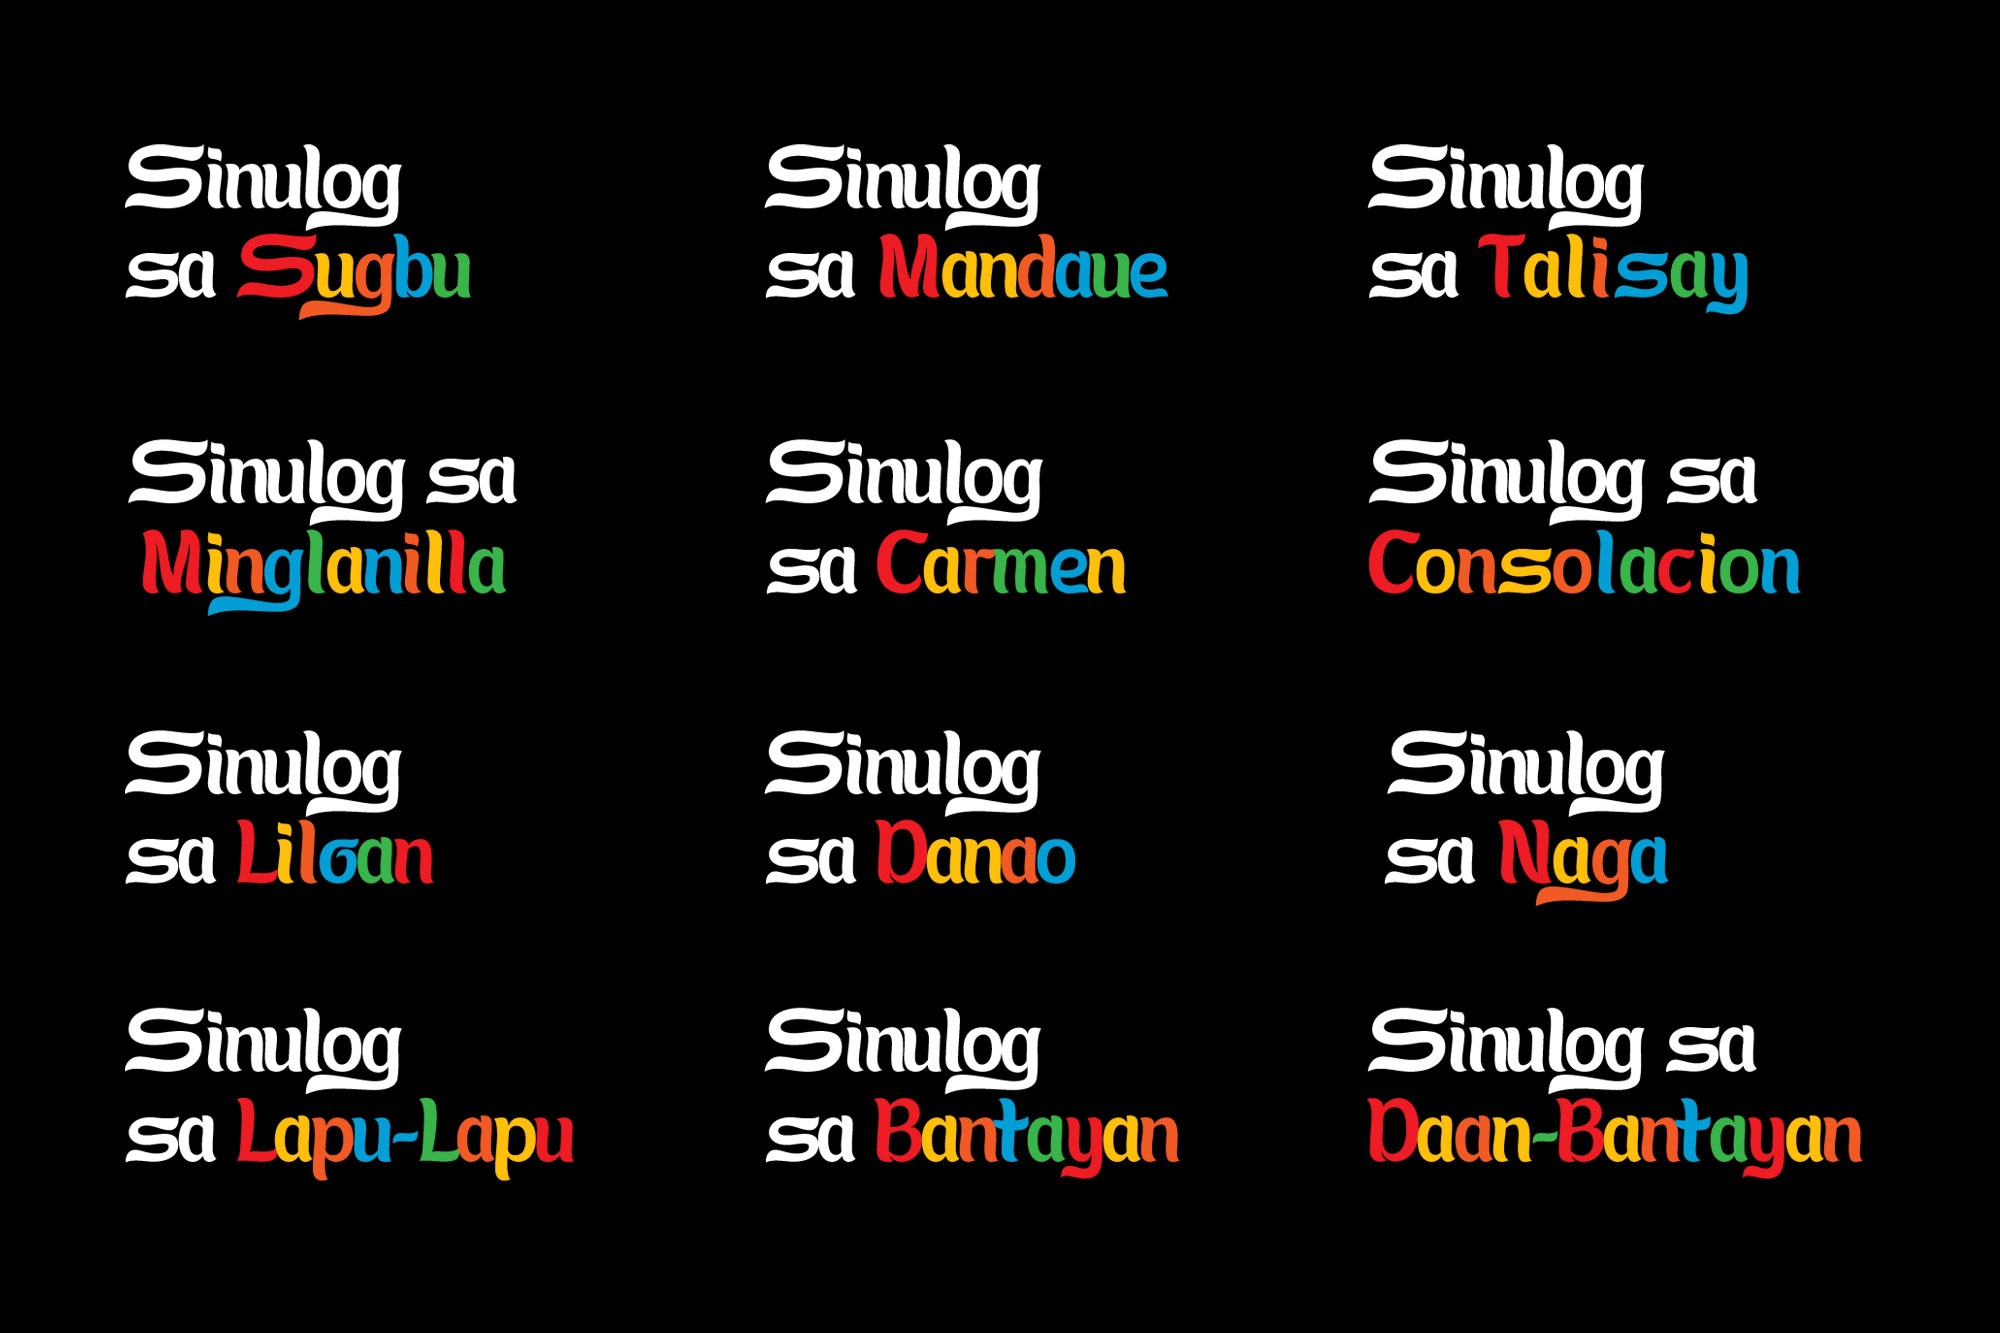 Sinulog
sa Sugbu
Sinulog
sa Mandaue
Sinulog
sa Talisay
Sinulog sa
Minglanilla
Sinulog
sa Carmen
Sinulog sa
Consolacion
Sinulog
sa Liloan
Sinulog
sa Danao
Sinulog
sa Naga
Sinulog
sa Lapu-Lapu
Sinulog
sa Bantayan
Sinulog sa
Daan-Bantayan